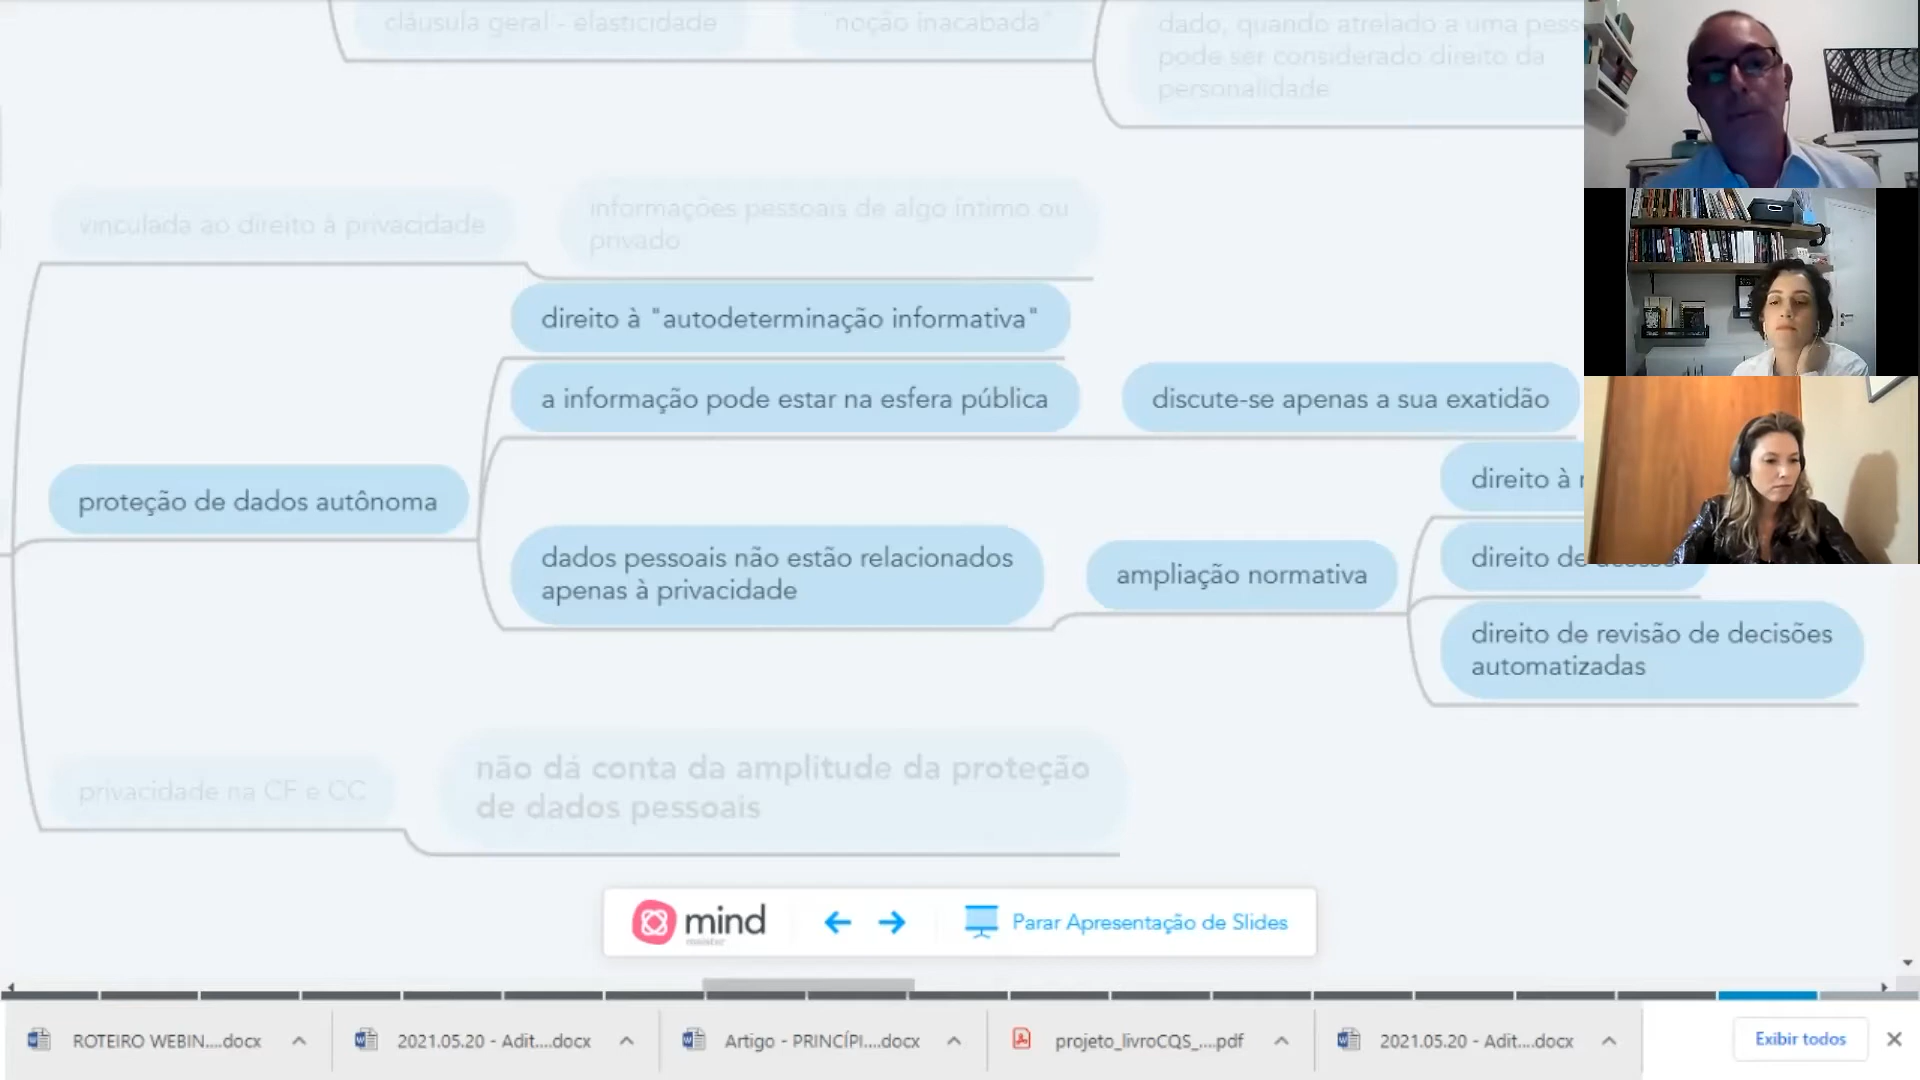 cláusula geral - elasticidade
"noção inacabada"
dado, quando atrelado a uma
pode ser considerado direito da
personalidade
vinculada ao direito à privacidade
informações pessoais de algo íntimo ou
privado
direito à "autodeterminação informativa"
a informação pode estar na esfera pública
discute-se apenas a sua exatidão
proteção de dados autônoma
dados pessoais não estão relacionados
apenas à privacidade
ampliação normativa
direito à
direito de
direito de revisão de decisões
automatizadas
privacidade na CF e CC
não dá conta da amplitude da proteção
de dados pessoais
mind
meister
Parar Apresentação de Slides
ROTEIRO WEBIN....docx
2021.05.20 - Adit....docx
Artigo - PRINCÍPI....docx
projeto_livroCQS_....pdf
2021.05.20 - Adit....docx
Exibir todos